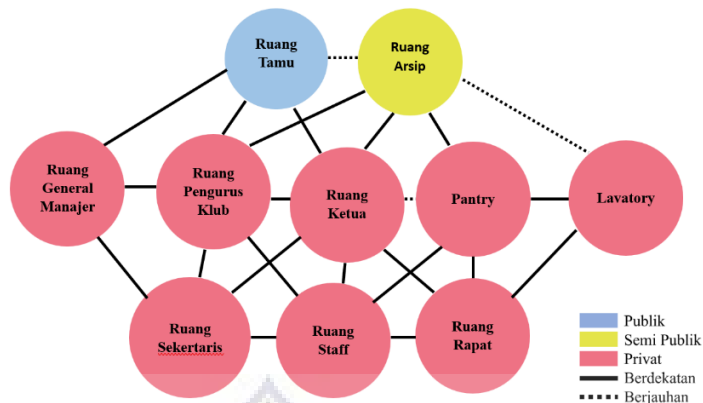 Ruang
Tamu
Ruang
Arsip
Ruang
General
Manajer
Ruang
Pengurus
Klub
Ruang
Ketua
Pantry
Lavatory
Ruang
Sekertaris
Ruang
Staff
Ruang
Rapat
Publik
Semi Publik
Privat
Berdekatan
Berjauhan